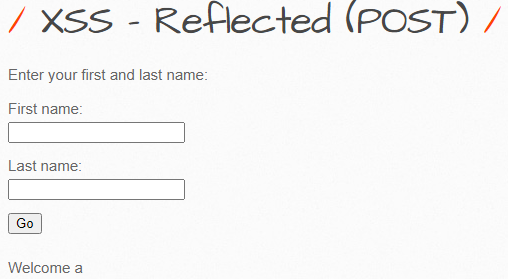 / XSS - Reflected (POST) /
Enter your first and last name:
First name:
Last name:
Go
Welcome a